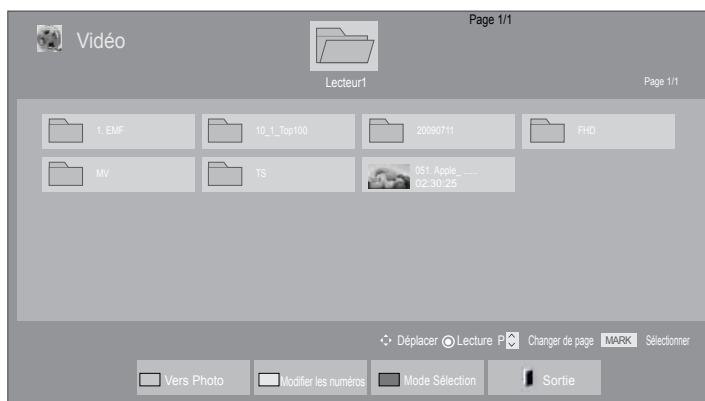 Page 1/1
Vidéo
Lecteur1
Page 1/1
1. EMF
10_1_Top100
20090711
FHD
MV
TS
051. Apple_ ......
02:30:25
Déplacer Lecture P Changer de page MARK Sélectionner
Vers Photo Modifier les numéros Mode Sélection Sortie